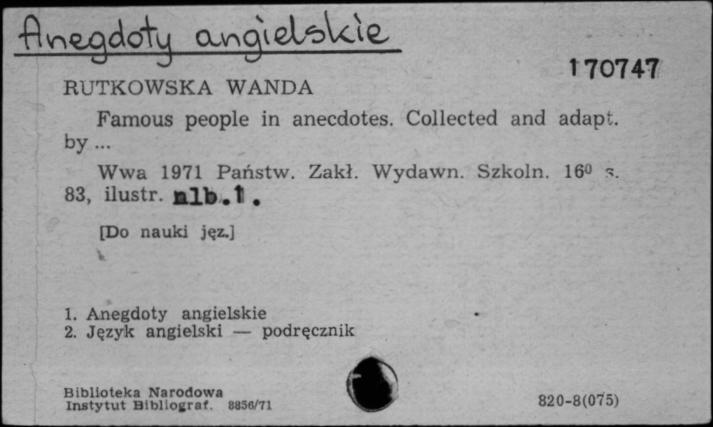 Anegdoty angielskie
170747
RUTKOWSKA WANDA
Famous people in anecdotes. Collected and adapt.
by ...
Wwa 1971 Państw. Zakł. Wydawn. Szkoln. 16⁰ s.
83, ilustr. nlb.1.
[Do nauki jęz.]
1. Anegdoty angielskie
2. Język angielski — podręcznik
Biblioteka Narodowa
Instytut Bibliograf. 8856/71
820-8(075)